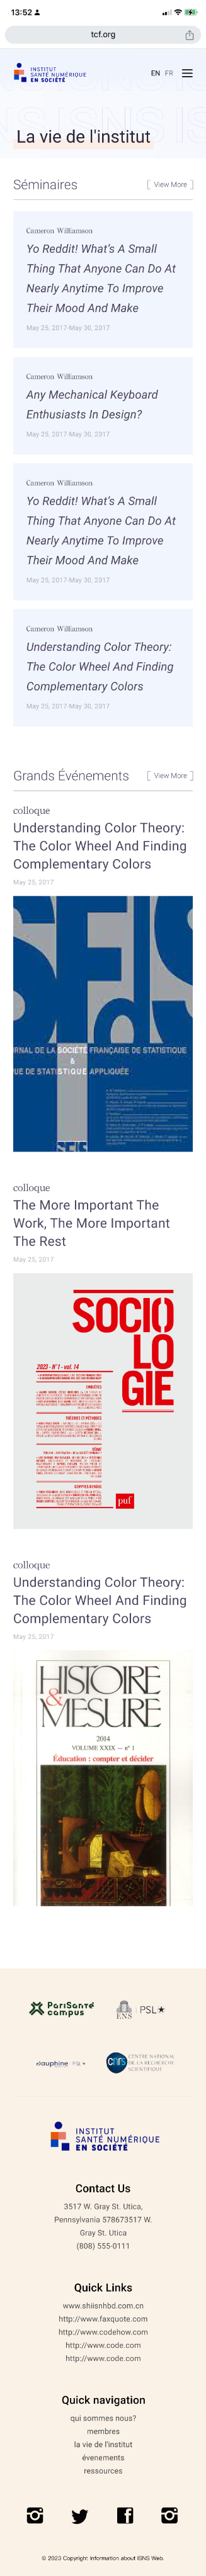 13:52
tcf.org
INSTITUT
SANTÉ NUMÉRIQUE
EN SOCIÉTÉ
EN FR
La vie de l'institut
Séminaires
View More
Cameron Williamson
Yo Reddit! What's A Small
Thing That Anyone Can Do At
Nearly Anytime To Improve
Their Mood And Make
May 25, 2017-May 30, 2017
Cameron Williamson
Any Mechanical Keyboard
Enthusiasts In Design?
May 25, 2017-May 30, 2017
Cameron Williamson
Yo Reddit! What's A Small
Thing That Anyone Can Do At
Nearly Anytime To Improve
Their Mood And Make
May 25, 2017-May 30, 2017
Cameron Williamson
Understanding Color Theory:
The Color Wheel And Finding
Complementary Colors
May 25, 2017-May 30, 2017
Grands Événements
View More
colloque
Understanding Color Theory:
The Color Wheel And Finding
Complementary Colors
May 25, 2017
RNAL DE LA SOCIÉTÉ FRANÇAISE DE STATISTIQUE
&
UE DE STATISTIQUE APPLIQUÉE
colloque
The More Important The
Work, The More Important
The Rest
May 25, 2017
SOCIO
LO
GIE
2023 - N° 1 - vol. 14
ENQUÊTES
THÉORIES ET MÉTHODES
COMPTES RENDUS
puf
colloque
Understanding Color Theory:
The Color Wheel And Finding
Complementary Colors
May 25, 2017
HISTOIRE
& MESURE
2014
VOLUME XXIX — n° 1
Éducation : compter et décider
PariSanté
campus
ENS
PSL
Dauphine PSL
cnrs
CENTRE NATIONAL
DE LA RECHERCHE
SCIENTIFIQUE
INSTITUT
SANTÉ NUMÉRIQUE
EN SOCIÉTÉ
Contact Us
3517 W. Gray St. Utica,
Pennsylvania 578673517 W.
Gray St. Utica
(808) 555-0111
Quick Links
www.shiisnhbd.com.cn
http://www.faxquote.com
http://www.codehow.com
http://www.code.com
http://www.code.com
Quick navigation
qui sommes nous?
membres
la vie de l'institut
évenements
ressources
© 2023 Copyright: Information about ISNS Web.